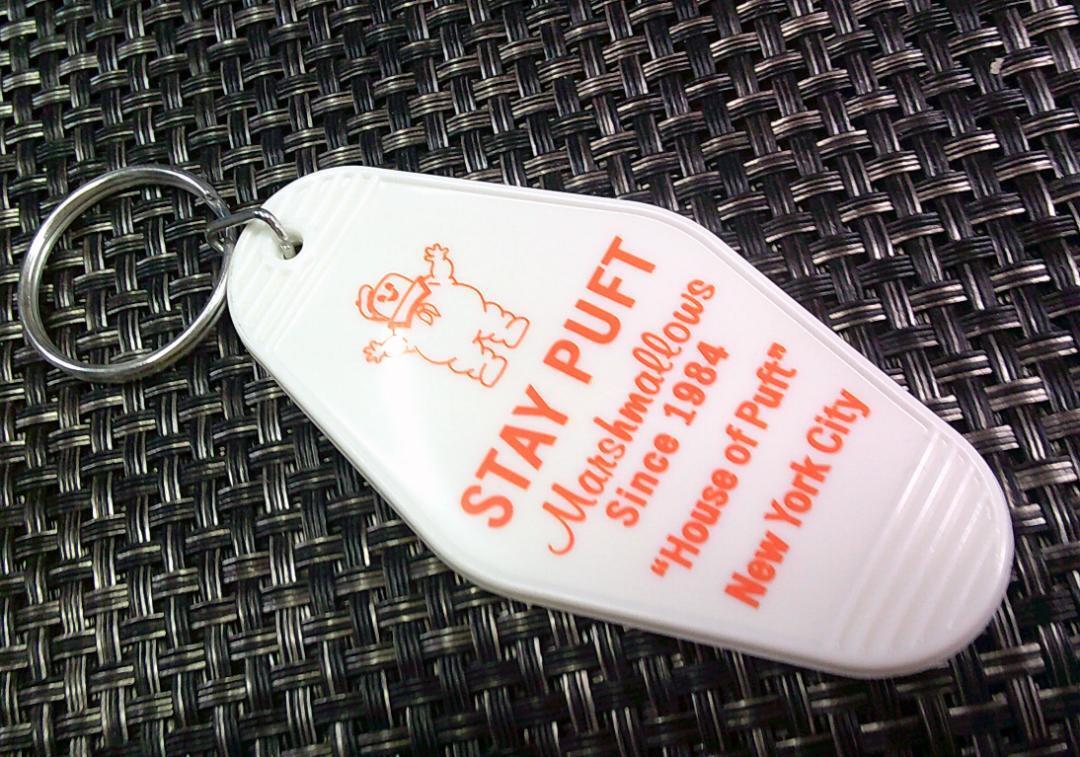 STAY PUFT
Marshmallows
Since 1984
“House of Puft”
New York City